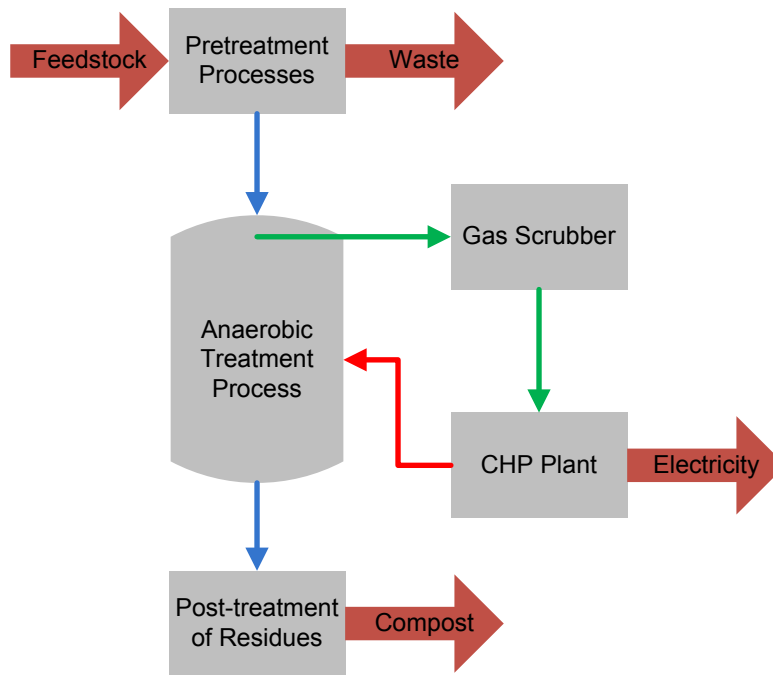 Feedstock
Pretreatment
Processes
Waste
Gas Scrubber
Anaerobic
Treatment
Process
CHP Plant
Electricity
Post-treatment
of Residues
Compost